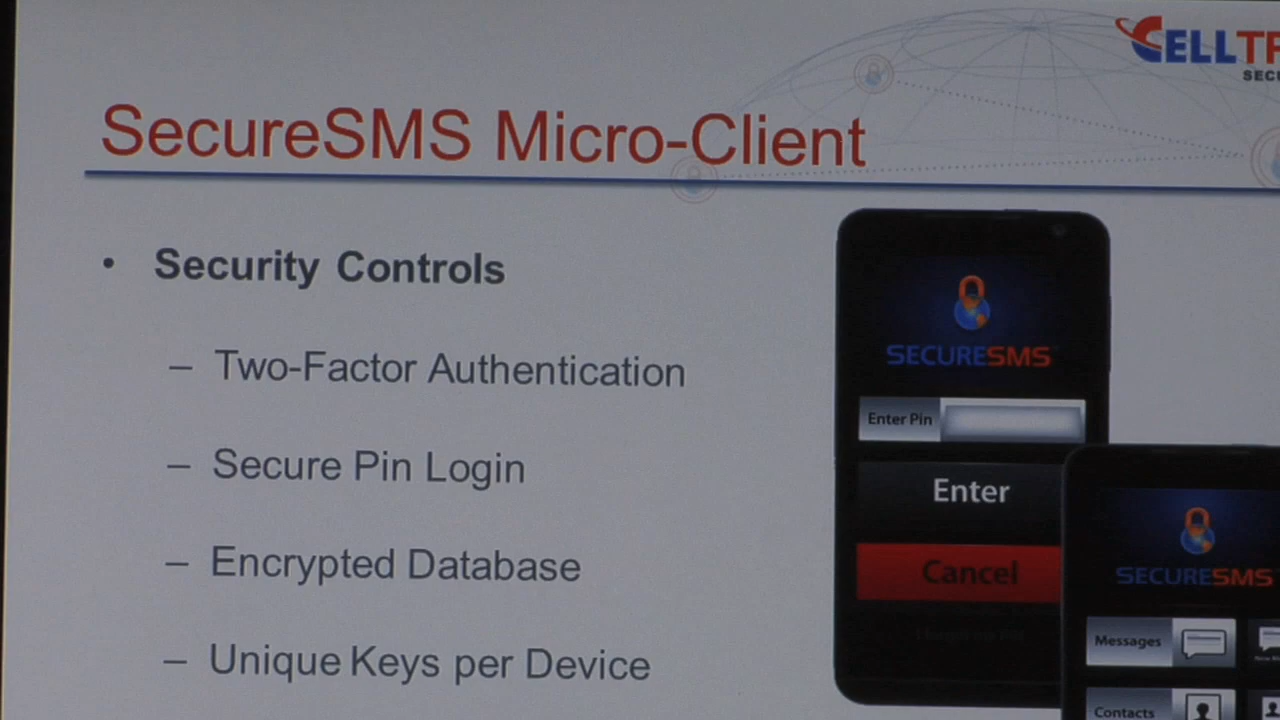 SecureSMS Micro-Client
• Security Controls
– Two-Factor Authentication
– Secure Pin Login
– Encrypted Database
– Unique Keys per Device
SECURESMS
Enter Pin
Enter
Cancel
SECURESMS
Messages
Contacts